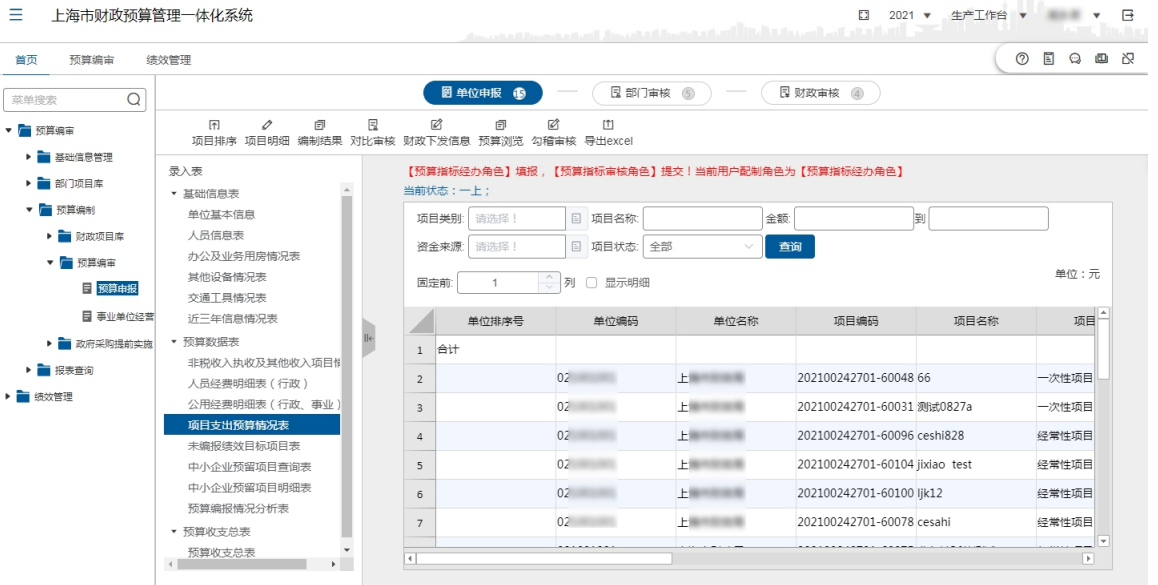 上海市财政预算管理一体化系统
2021 生产工作台
首页 预算编审 绩效管理
菜单搜索
预算编审
基础信息管理
部门项目库
预算编制
财政项目库
预算编审
预算申报
事业单位经营
政府采购提前实施
报表查询
绩效管理
单位申报 15 部门审核 5 财政审核 4
项目排序 项目明细 编制结果 对比审核 财政下发信息 预算浏览 勾稽审核 导出excel
录入表
基础信息表
单位基本信息
人员信息表
办公及业务用房情况表
其他设备情况表
交通工具情况表
近三年信息情况表
预算数据表
非税收入执收及其他收入项目情
人员经费明细表（行政）
公用经费明细表（行政、事业）
项目支出预算情况表
未编报绩效目标项目表
中小企业预留项目查询表
中小企业预留项目明细表
预算编报情况分析表
预算收支总表
预算收支总表
【预算指标经办角色】填报，【预算指标审核角色】提交！当前用户配制角色为【预算指标经办角色】
当前状态：一上；
项目类别: 请选择！ 项目名称: 金额: 到
资金来源: 请选择！ 项目状态: 全部 查询
固定前: 1 列 显示明细
单位：元
单位排序号 单位编码 单位名称 项目编码 项目名称 项目
1 合计
2 02 上 202100242701-60048 66 一次性项目
3 02 上 202100242701-60031 测试0827a 一次性项目
4 02 上 202100242701-60096 ceshi828 经常性项目
5 02 上 202100242701-60104 jixiao test 经常性项目
6 02 上 202100242701-60100 ljk12 经常性项目
7 02 上 202100242701-60078 cesahi 经常性项目